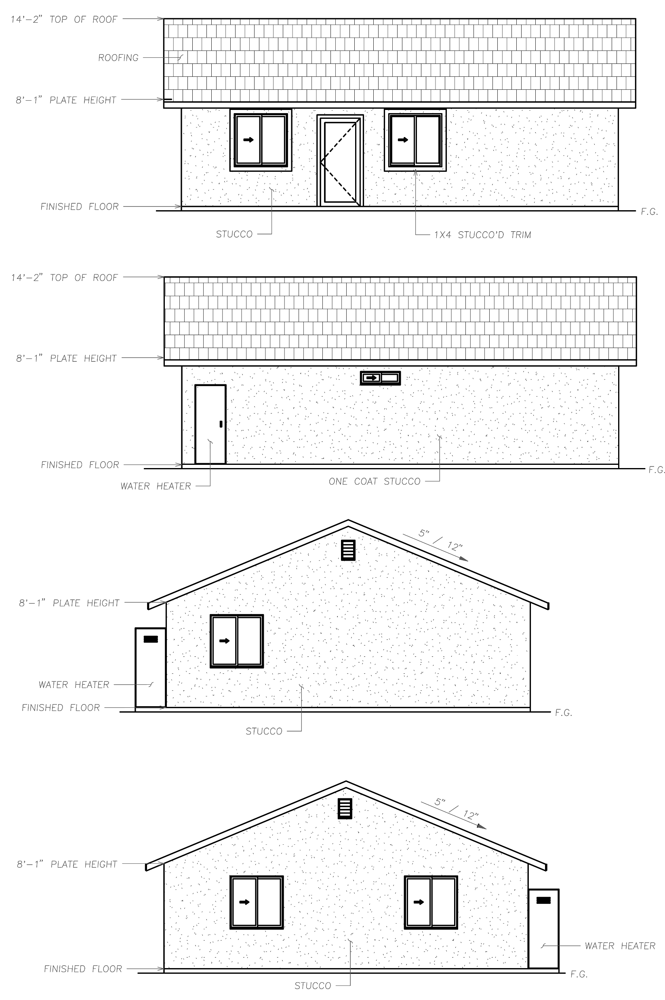 14'-2" TOP OF ROOF
ROOFING
8'-1" PLATE HEIGHT
FINISHED FLOOR
F.G.
STUCCO
1X4 STUCCO'D TRIM
14'-2" TOP OF ROOF
8'-1" PLATE HEIGHT
FINISHED FLOOR
F.G.
ONE COAT STUCCO
WATER HEATER
5" / 12"
8'-1" PLATE HEIGHT
WATER HEATER
FINISHED FLOOR
F.G.
STUCCO
5" / 12"
8'-1" PLATE HEIGHT
WATER HEATER
FINISHED FLOOR
F.G.
STUCCO